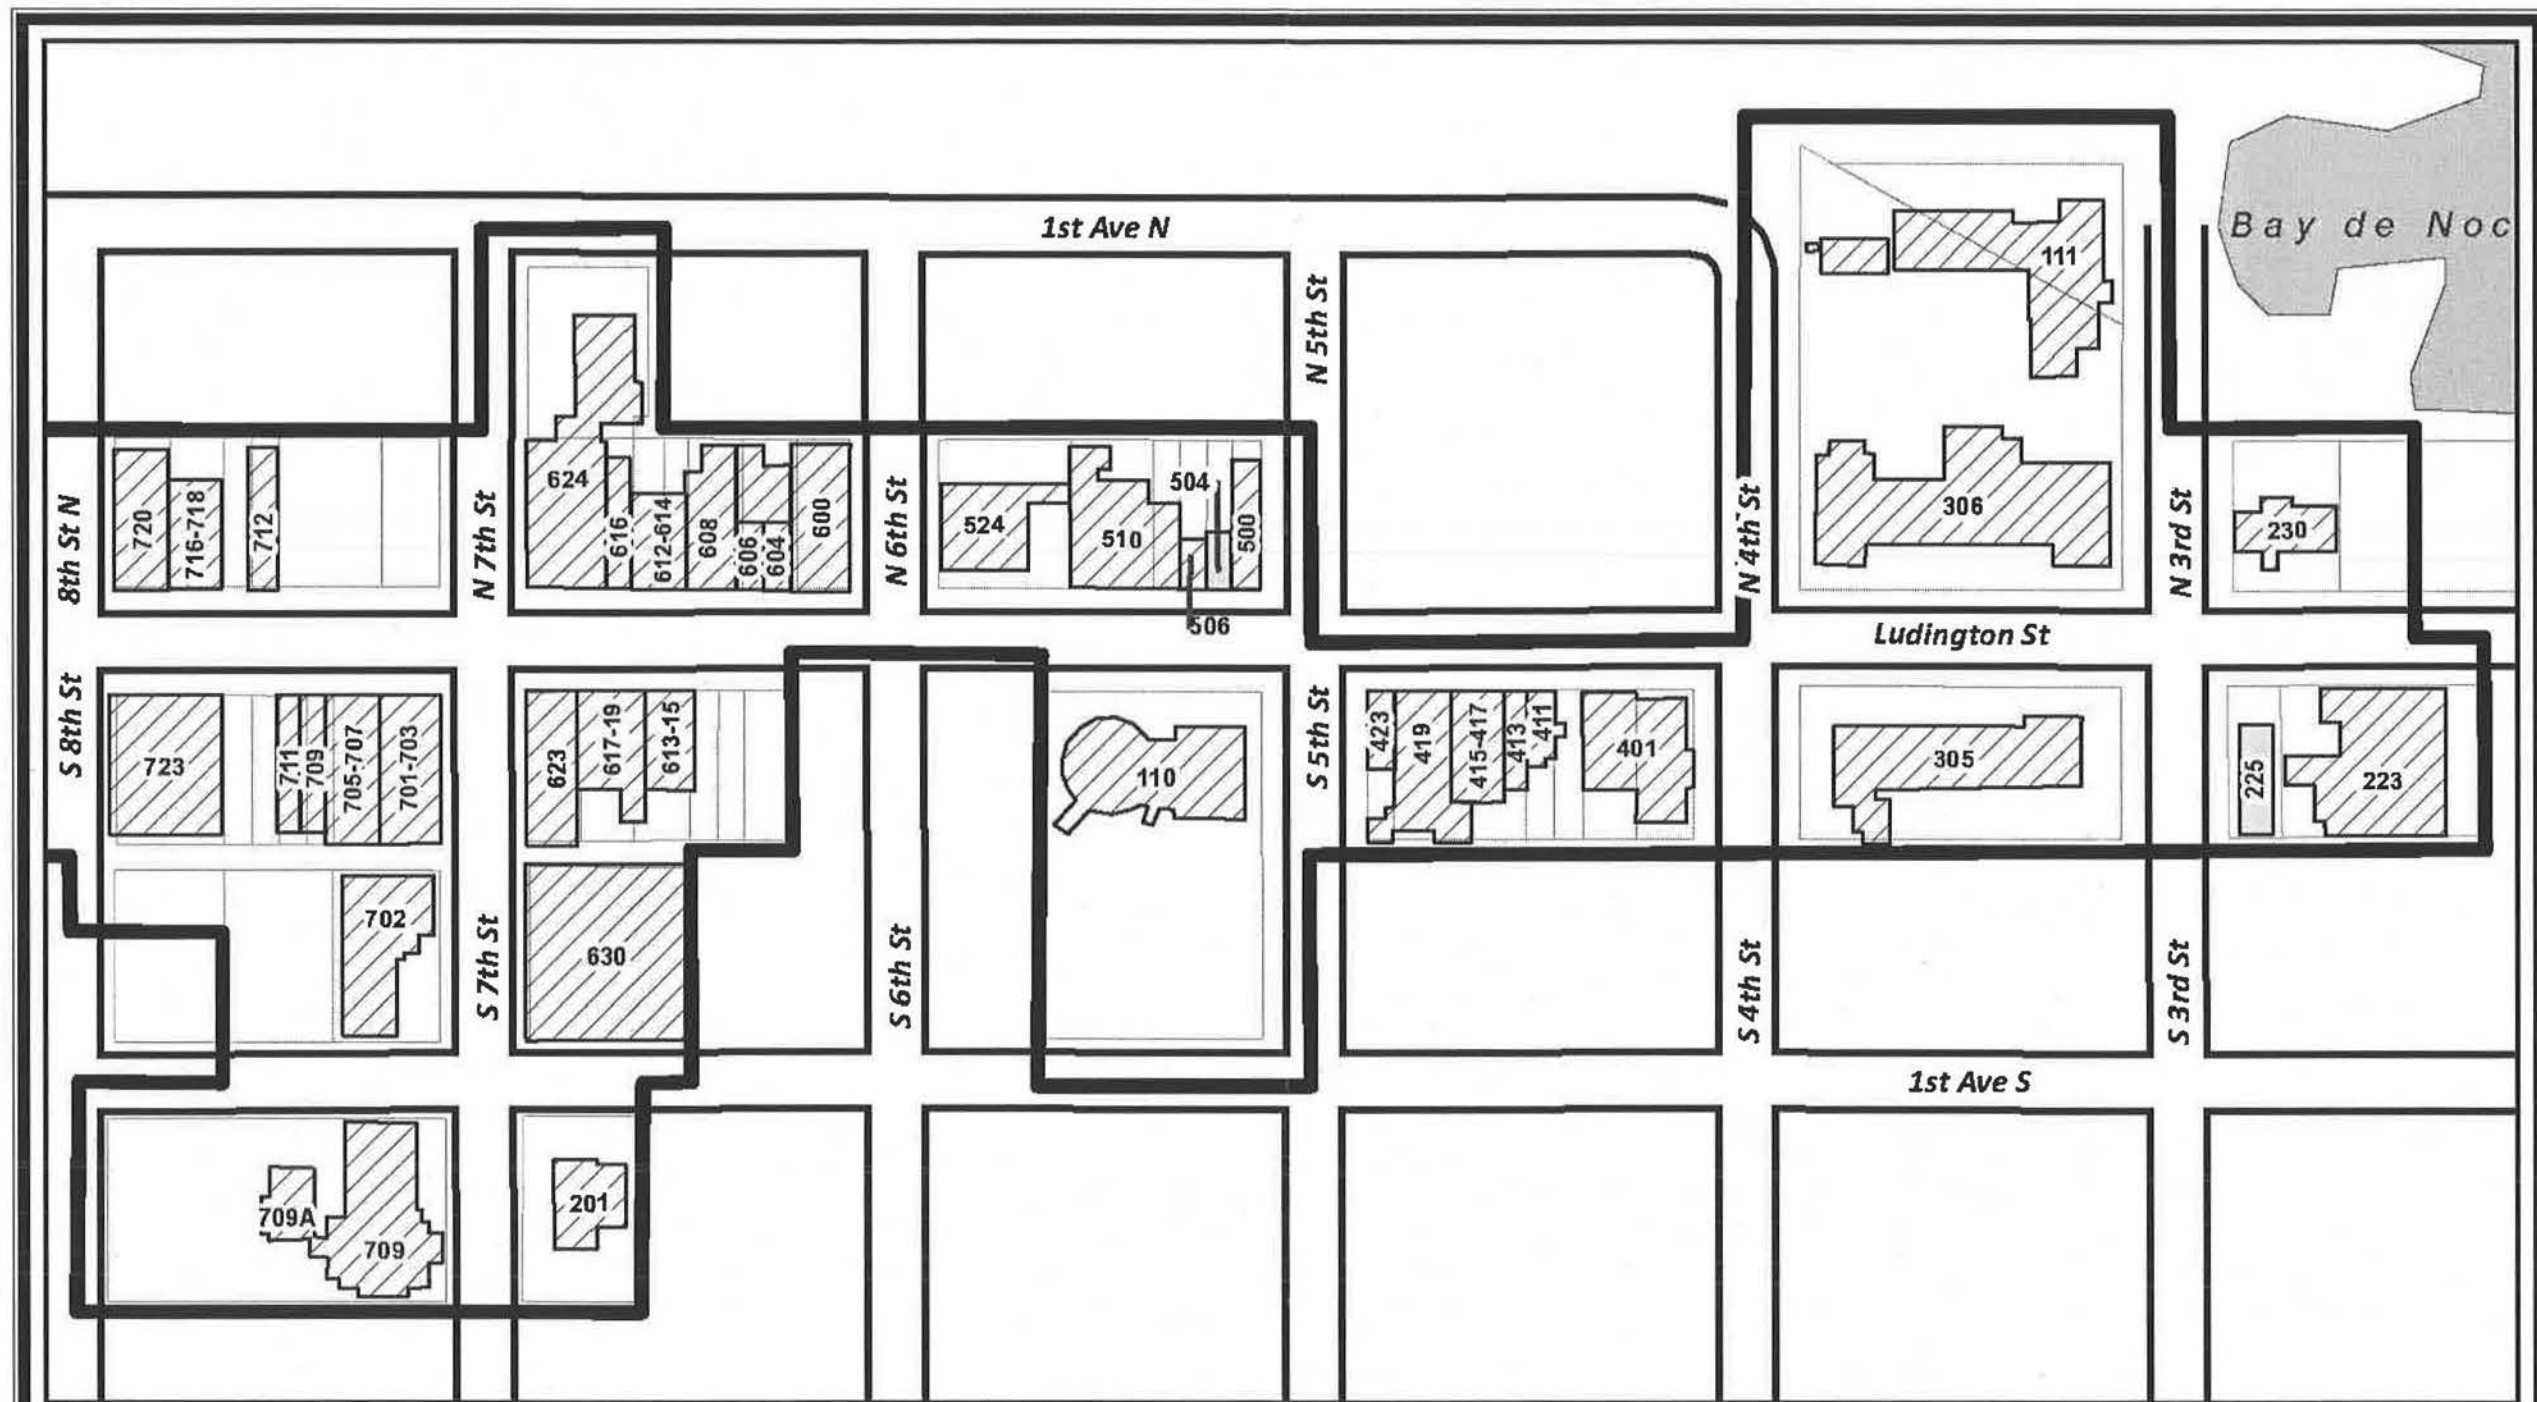 1st Ave N
Bay de Noc
N 5th St
111
8th St N
720
716-718
712
N 7th St
624
616
612-614
608
606
604
600
N 6th St
524
510
504
500
506
N 4th St
306
N 3rd St
230
Ludington St
S 8th St
723
711
709
705-707
701-703
623
617-19
613-15
110
S 5th St
423
419
415-417
413
411
401
305
225
223
702
S 7th St
630
S 6th St
S 4th St
S 3rd St
1st Ave S
709A
709
201